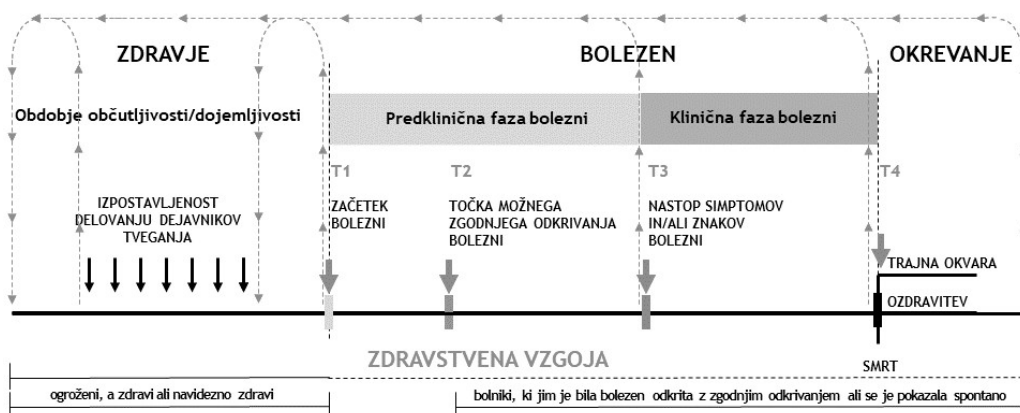 ZDRAVJE
BOLEZEN
OKREVANJE
Obdobje občutljivosti/dojemljivosti
Predklinična faza bolezni
Klinična faza bolezni
T1
T2
T3
T4
IZPOSTAVLJENOST
DELOVANJU DEJAVNIKOV
TVEGANJA
ZAČETEK
BOLEZNI
TOČKA MOŽNEGA
ZGODNJEGA ODKRIVANJA
BOLEZNI
NASTOP SIMPTOMOV
IN/ALI ZNAKOV
BOLEZNI
TRAJNA OKVARA
OZDRAVITEV
SMRT
ZDRAVSTVENA VZGOJA
ogroženi, a zdravi ali navidezno zdravi
bolniki, ki jim je bila bolezen odkrita z zgodnjim odkrivanjem ali se je pokazala spontano